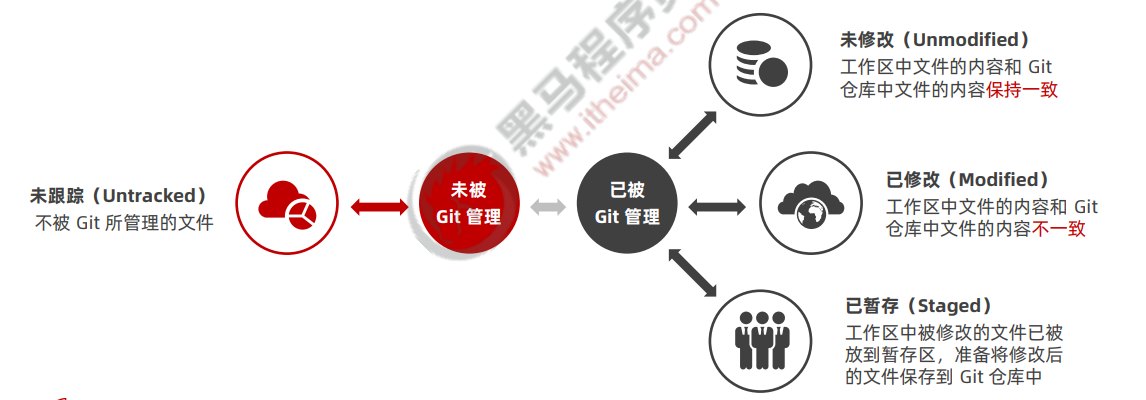 未修改（Unmodified）
工作区中文件的内容和 Git
仓库中文件的内容保持一致
黑马程序员
www.itheima.com
未跟踪（Untracked）
不被 Git 所管理的文件
未被
Git 管理
已被
Git 管理
已修改（Modified）
工作区中文件的内容和 Git
仓库中文件的内容不一致
已暂存（Staged）
工作区中被修改的文件已被
放到暂存区，准备将修改后
的文件保存到 Git 仓库中